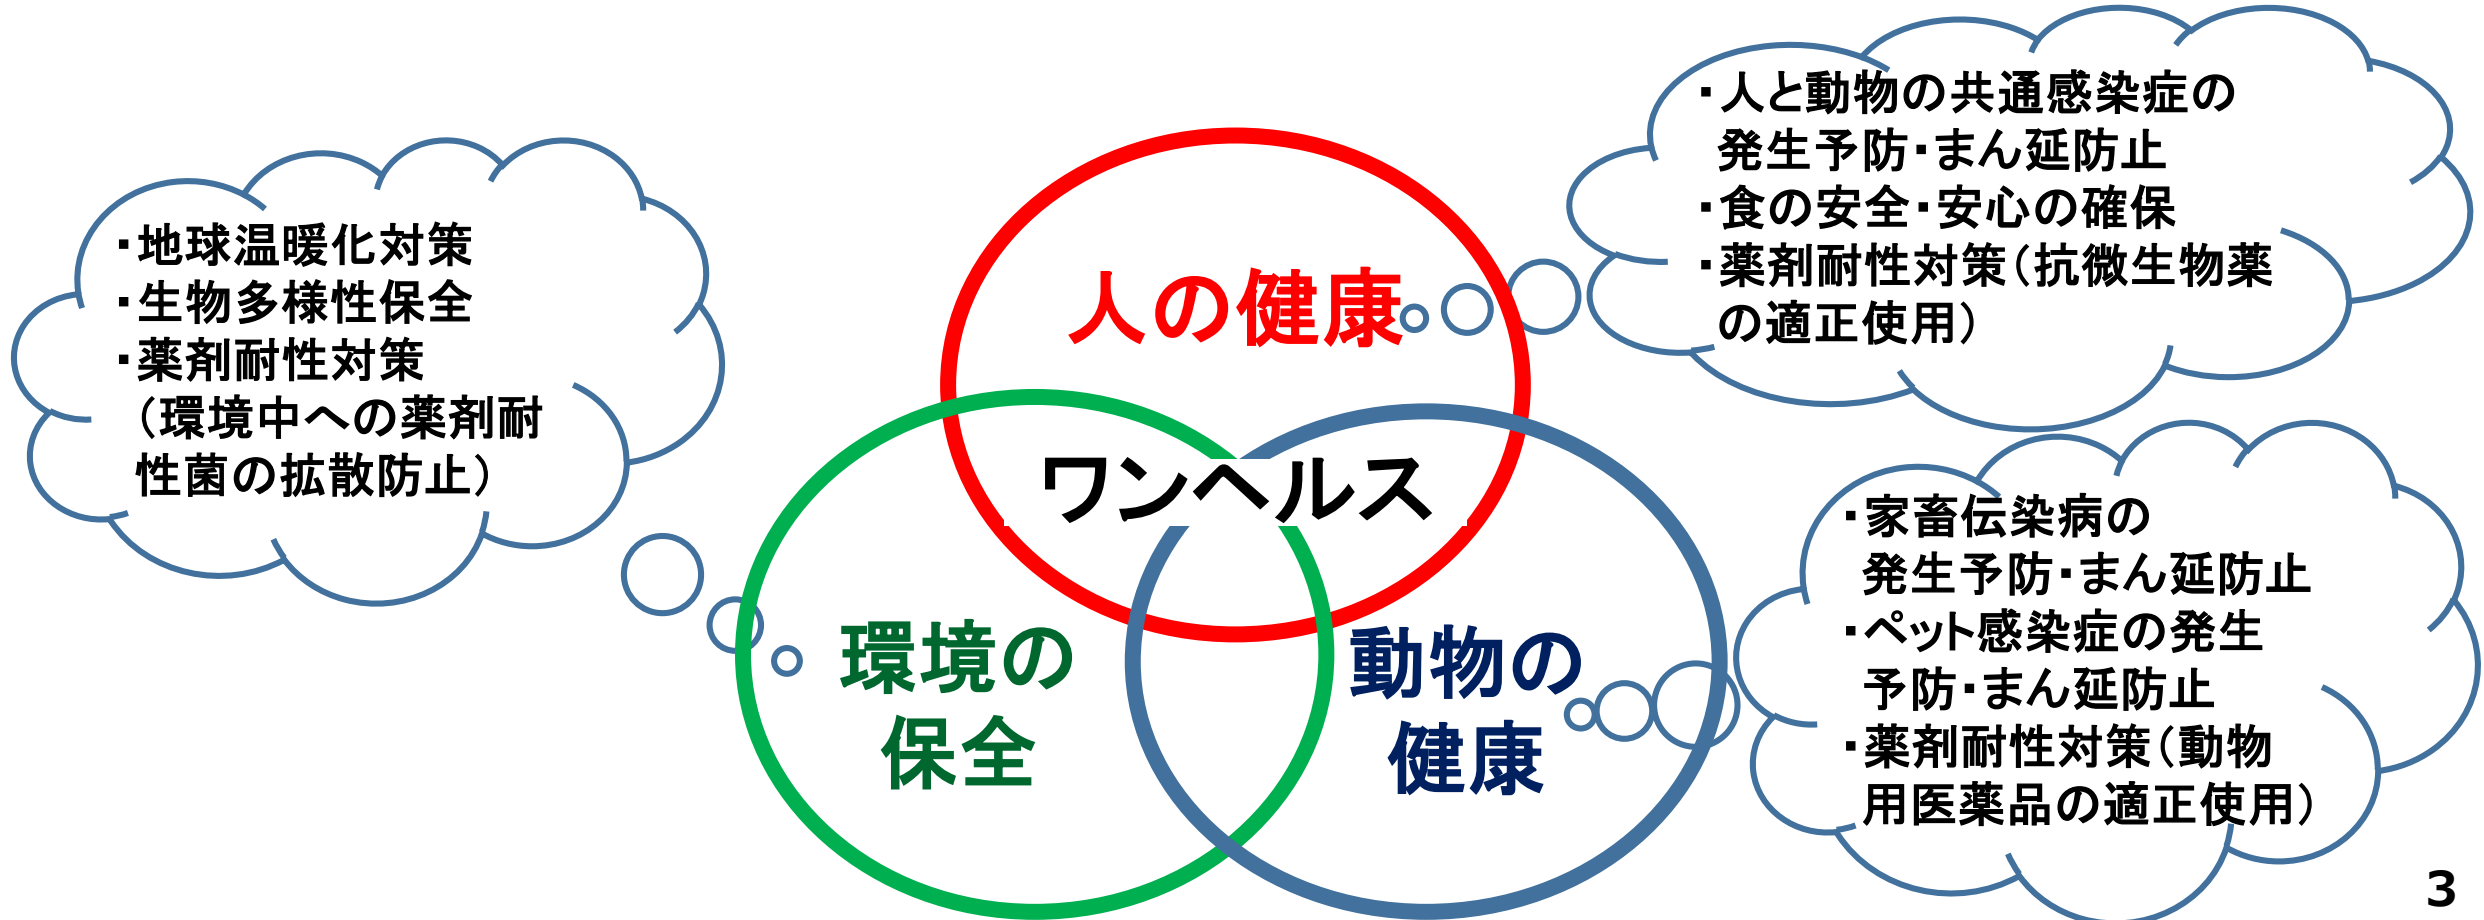 ・地球温暖化対策
・生物多様性保全
・薬剤耐性対策
（環境中への薬剤耐
性菌の拡散防止）
人の健康
ワンヘルス
環境の
保全
動物の
健康
・人と動物の共通感染症の
発生予防・まん延防止
・食の安全・安心の確保
・薬剤耐性対策（抗微生物薬
の適正使用）
・家畜伝染病の
発生予防・まん延防止
・ペット感染症の発生
予防・まん延防止
・薬剤耐性対策（動物
用医薬品の適正使用）
3